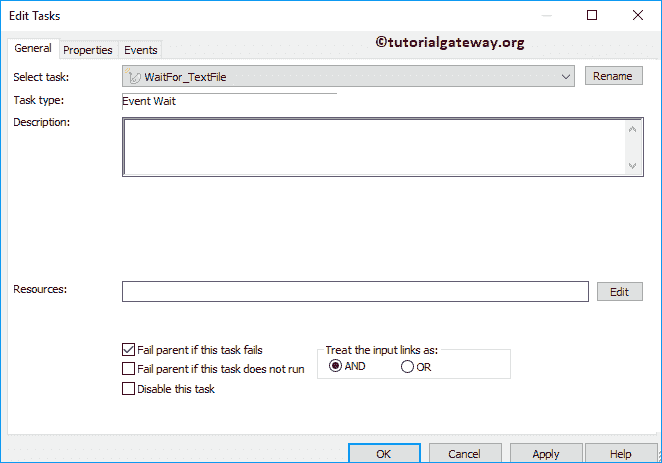 Edit Tasks
General Properties Events
©tutorialgateway.org
Select task: WaitFor_TextFile Rename
Task type: Event Wait
Description:
Resources: Edit
Fail parent if this task fails
Treat the input links as:
Fail parent if this task does not run
AND OR
Disable this task
OK Cancel Apply Help